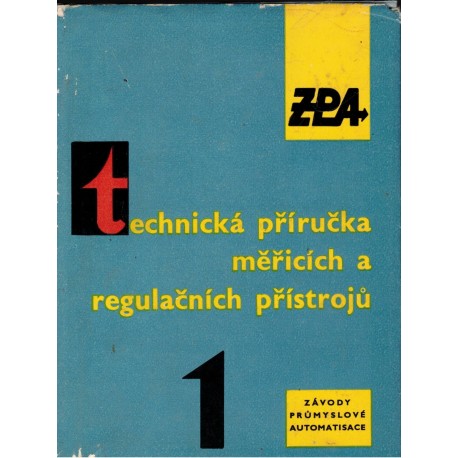 ZPA
technická příručka
měřicích a
regulačních přístrojů
1
ZÁVODY
PRŮMYSLOVÉ
AUTOMATISACE